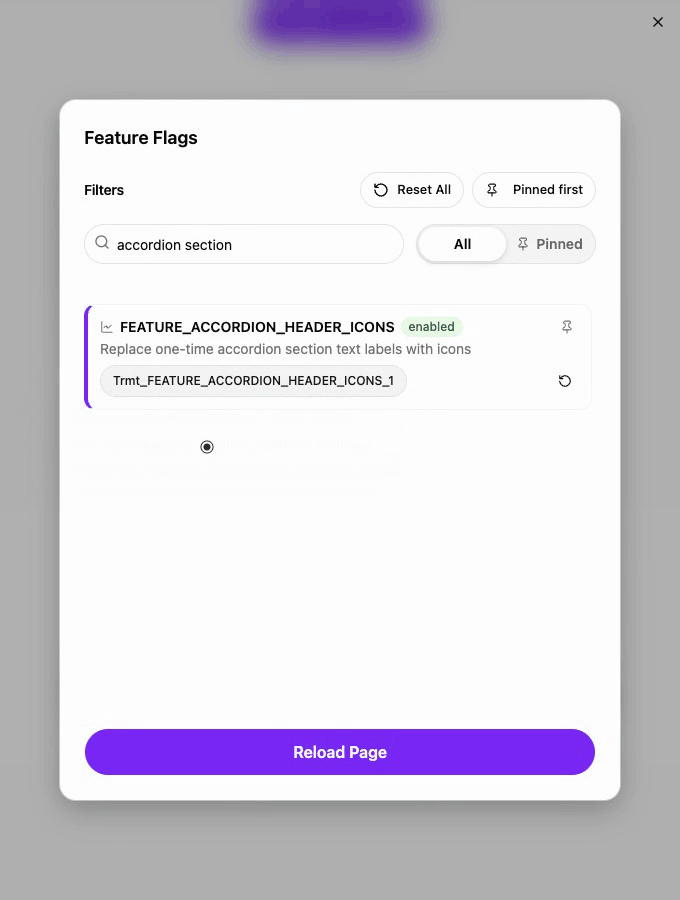 Feature Flags
Filters
Reset All
Pinned first
accordion section
All
Pinned
FEATURE_ACCORDION_HEADER_ICONS enabled
Replace one-time accordion section text labels with icons
Trmt_FEATURE_ACCORDION_HEADER_ICONS_1
Reload Page